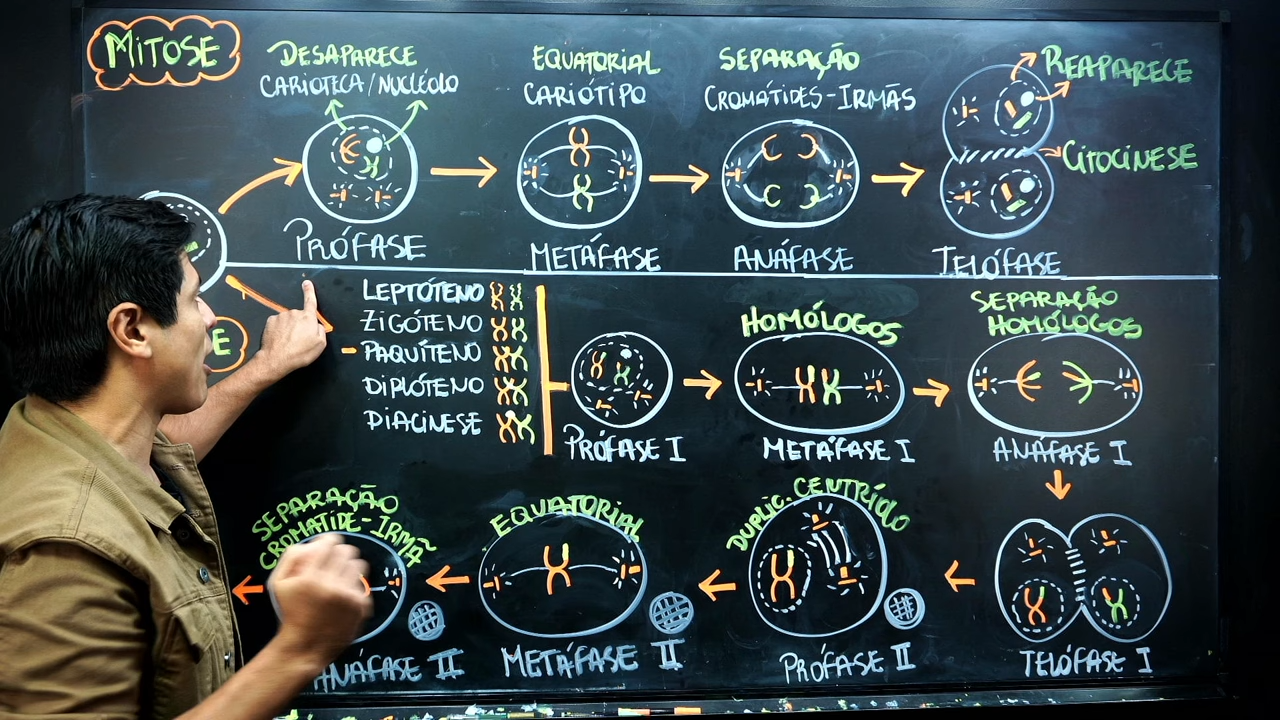 MITOSE
DESAPARECE
CARIOTECA/NUCLÉOLO
EQUATORIAL
CARIÓTIPO
SEPARAÇÃO
CROMÁTIDES-IRMÃS
REAPARECE
CITOCINESE
PRÓFASE
METÁFASE
ANÁFASE
TELÓFASE
LEPTÓTENO
ZIGÓTENO
PAQUÍTENO
DIPLÓTENO
DIACINESE
E
PRÓFASE I
HOMÓLOGOS
METÁFASE I
SEPARAÇÃO
HOMÓLOGOS
ANÁFASE I
SEPARAÇÃO
CROMATIDE-IRMÃ
ANÁFASE II
EQUATORIAL
METÁFASE II
DUPLIC. CENTRÍOLO
PRÓFASE II
TELÓFASE I